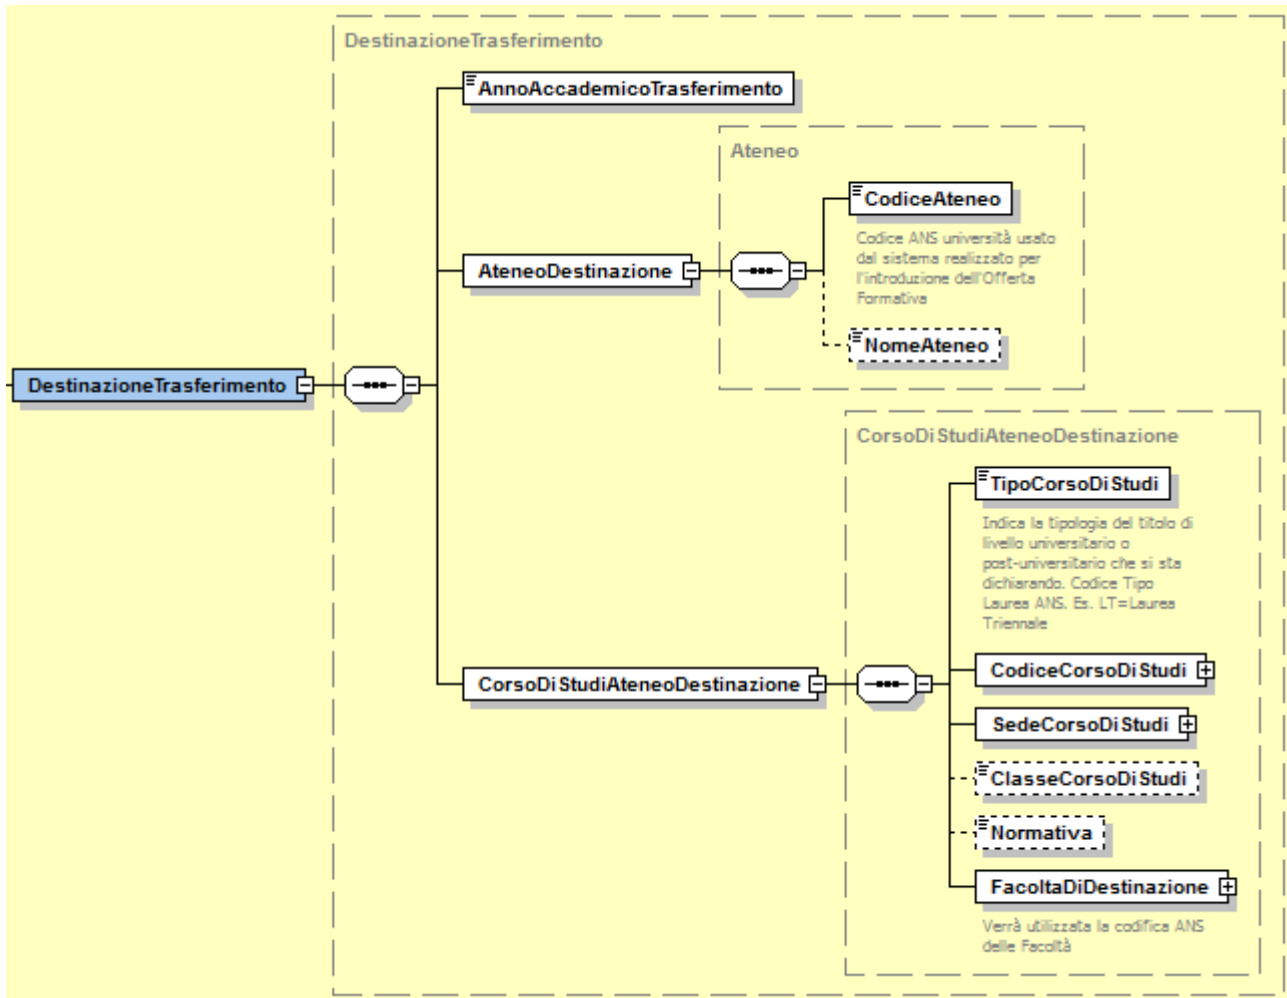 DestinazioneTrasferimento
AnnoAccademicoTrasferimento
Ateneo
CodiceAteneo
Codice ANS università usato
dal sistema realizzato per
l'introduzione dell'Offerta
Formativa
AteneoDestinazione
NomeAteneo
DestinazioneTrasferimento
CorsoDiStudiAteneoDestinazione
TipoCorsoDiStudi
Indica la tipologia del titolo di
livello universitario o
post-universitario che si sta
dichiarando. Codice Tipo
Laurea ANS. Es. LT=Laurea
Triennale
CorsoDiStudiAteneoDestinazione
CodiceCorsoDiStudi
SedeCorsoDiStudi
ClasseCorsoDiStudi
Normativa
FacoltaDiDestinazione
Verrà utilizzata la codifica ANS
delle Facoltà